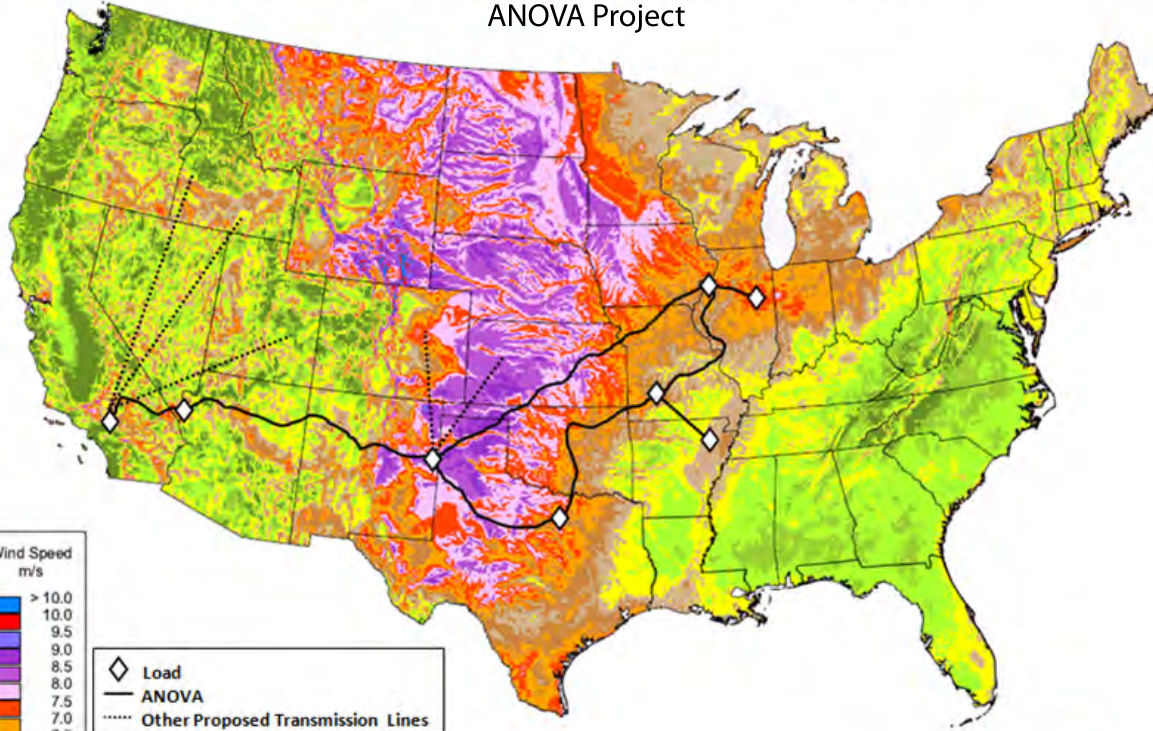 ANOVA Project
Wind Speed
m/s
> 10.0
10.0
9.5
9.0
8.5
8.0
7.5
7.0
Load
ANOVA
Other Proposed Transmission Lines